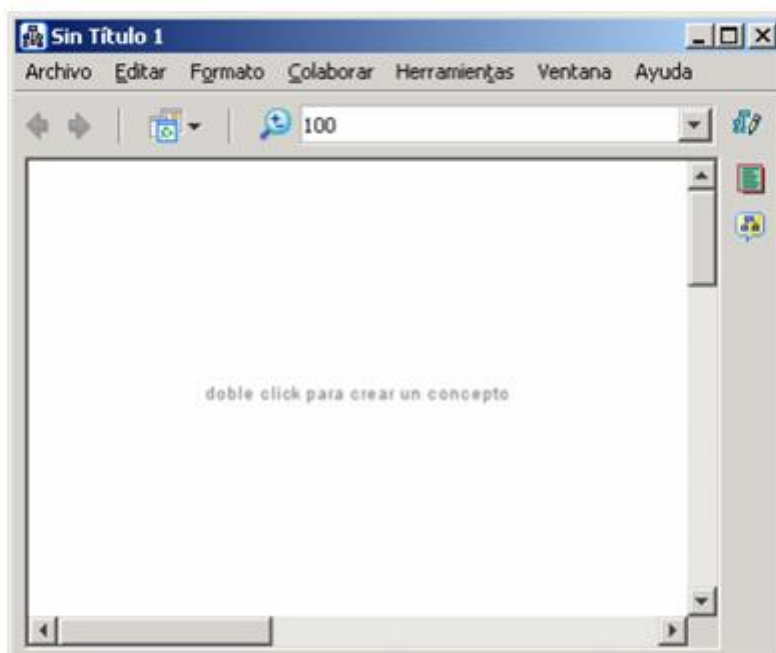 Sin Título 1
Archivo Editar Formato Colaborar Herramientas Ventana Ayuda
100
doble click para crear un concepto